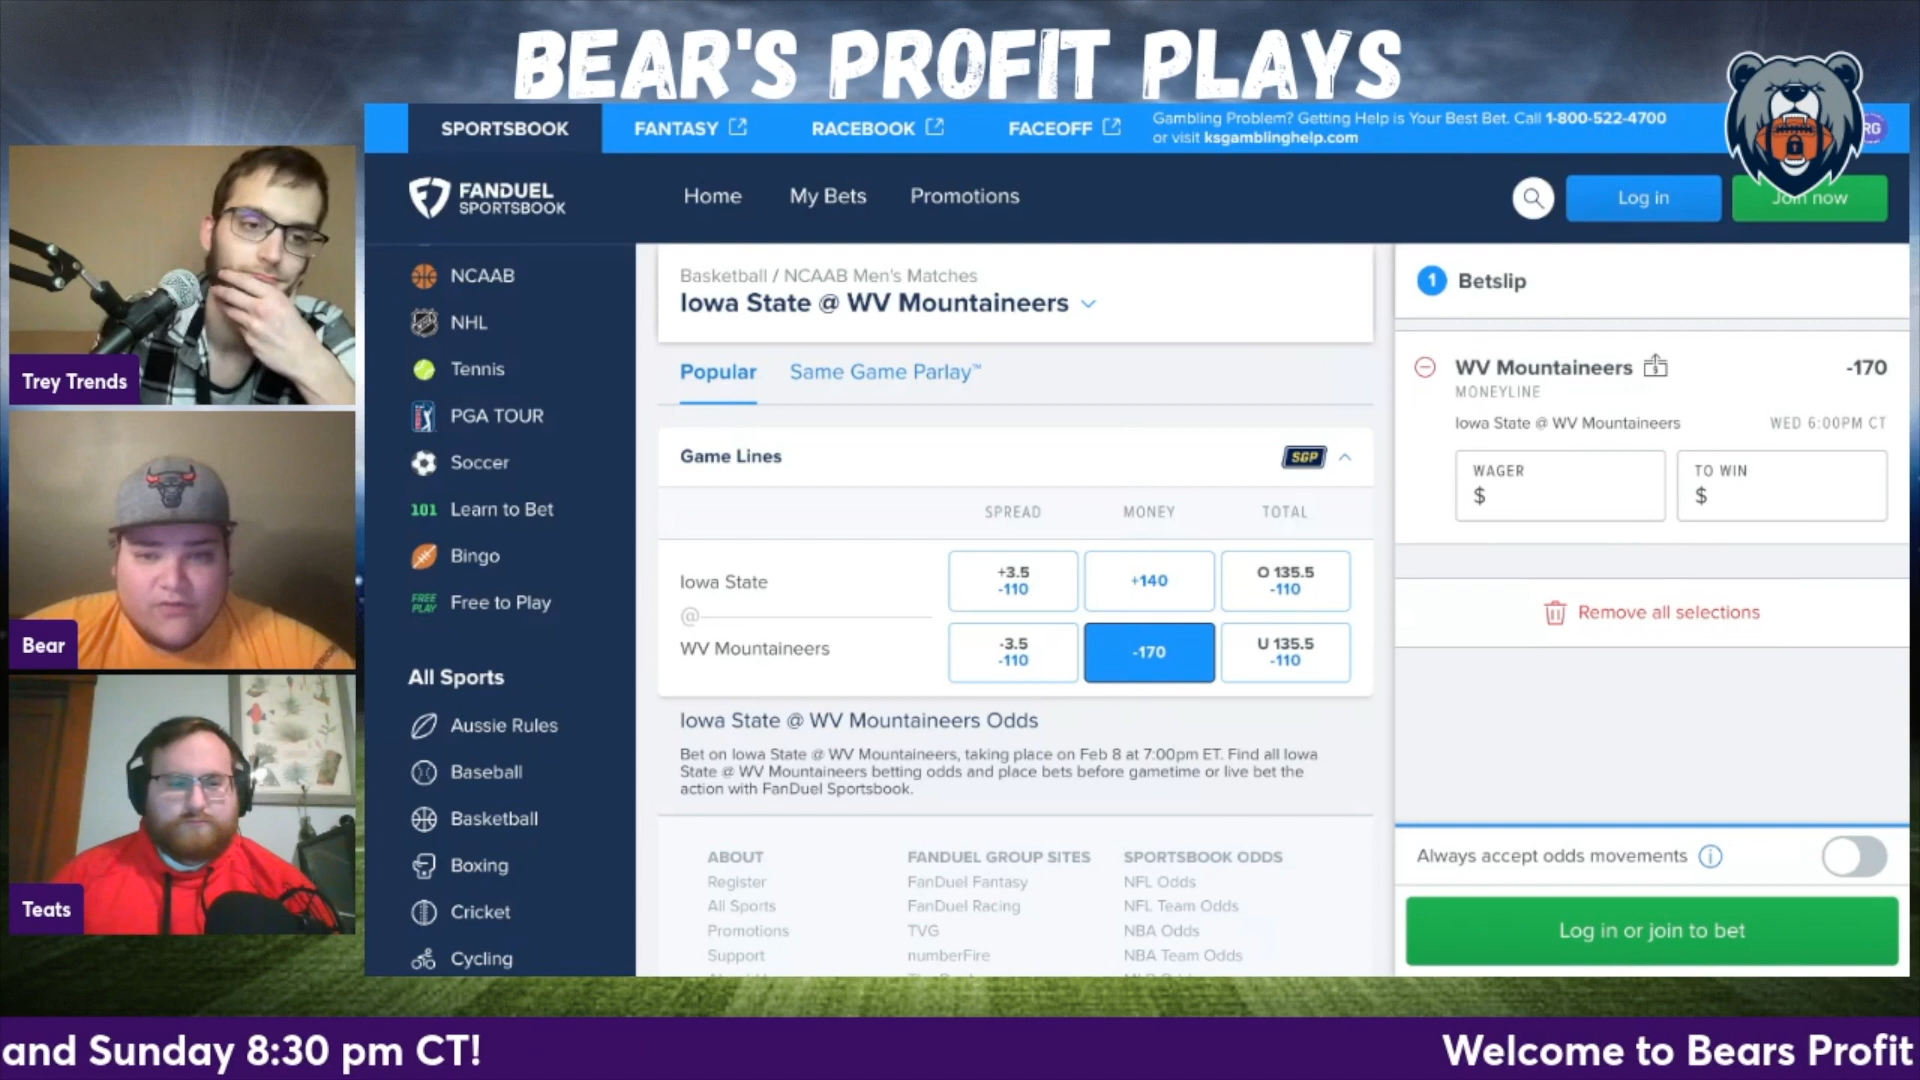 BEAR'S PROFIT PLAYS
SPORTSBOOK
FANTASY
RACEBOOK
FACEOFF
Gambling Problem? Getting Help is Your Best Bet. Call 1-800-522-4700
or visit ksgamblinghelp.com
RG
FANDUEL
SPORTSBOOK
Home
My Bets
Promotions
Log in
Join now
Trey Trends
Bear
Teats
NCAAB
NHL
Tennis
PGA TOUR
Soccer
101 Learn to Bet
Bingo
FREE PLAY Free to Play
All Sports
Aussie Rules
Baseball
Basketball
Boxing
Cricket
Cycling
Basketball / NCAAB Men's Matches
Iowa State @ WV Mountaineers
Popular
Same Game Parlay™
Game Lines
SGP
SPREAD MONEY TOTAL
Iowa State
+3.5
-110
+140
O 135.5
-110
@
WV Mountaineers
-3.5
-110
-170
U 135.5
-110
Iowa State @ WV Mountaineers Odds
Bet on Iowa State @ WV Mountaineers, taking place on Feb 8 at 7:00pm ET. Find all Iowa
State @ WV Mountaineers betting odds and place bets before gametime or live bet the
action with FanDuel Sportsbook.
ABOUT
Register
All Sports
Promotions
Support
FANDUEL GROUP SITES
FanDuel Fantasy
FanDuel Racing
TVG
numberFire
SPORTSBOOK ODDS
NFL Odds
NFL Team Odds
NBA Odds
NBA Team Odds
1 Betslip
WV Mountaineers -170
MONEYLINE
Iowa State @ WV Mountaineers WED 6:00PM CT
WAGER
$
TO WIN
$
Remove all selections
Always accept odds movements
Log in or join to bet
and Sunday 8:30 pm CT!
Welcome to Bears Profit